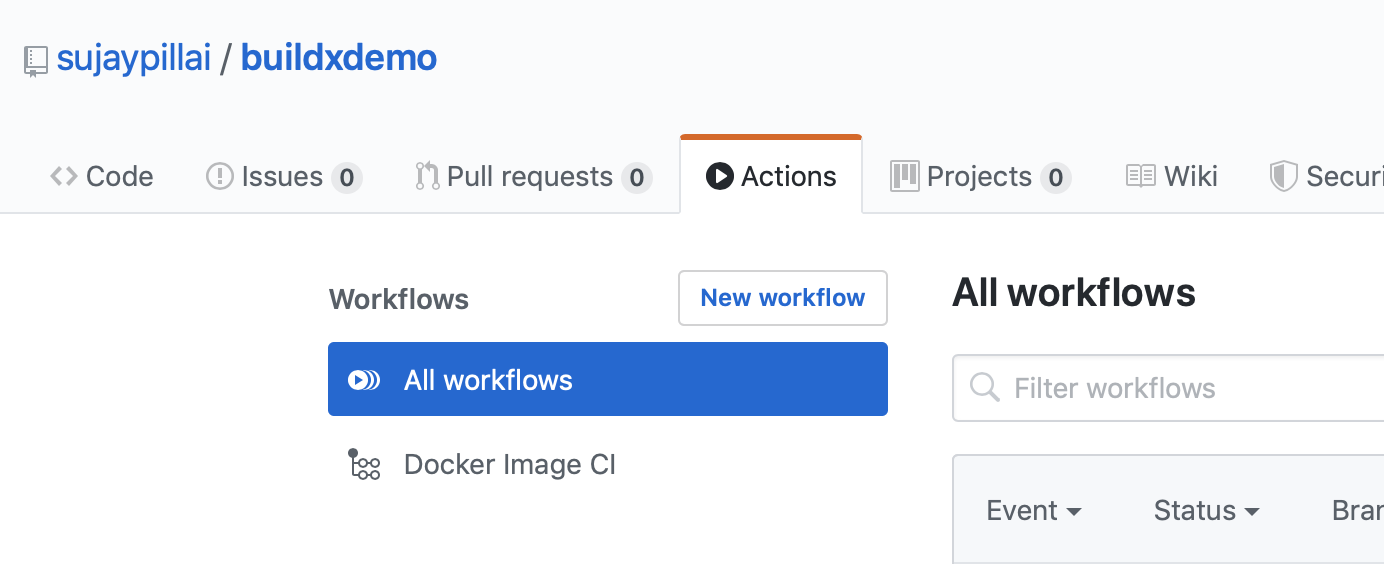 sujaypillai / buildxdemo
Code Issues 0 Pull requests 0 Actions Projects 0 Wiki Securi
Workflows New workflow All workflows
All workflows Filter workflows
Docker Image CI
Event Status Bran